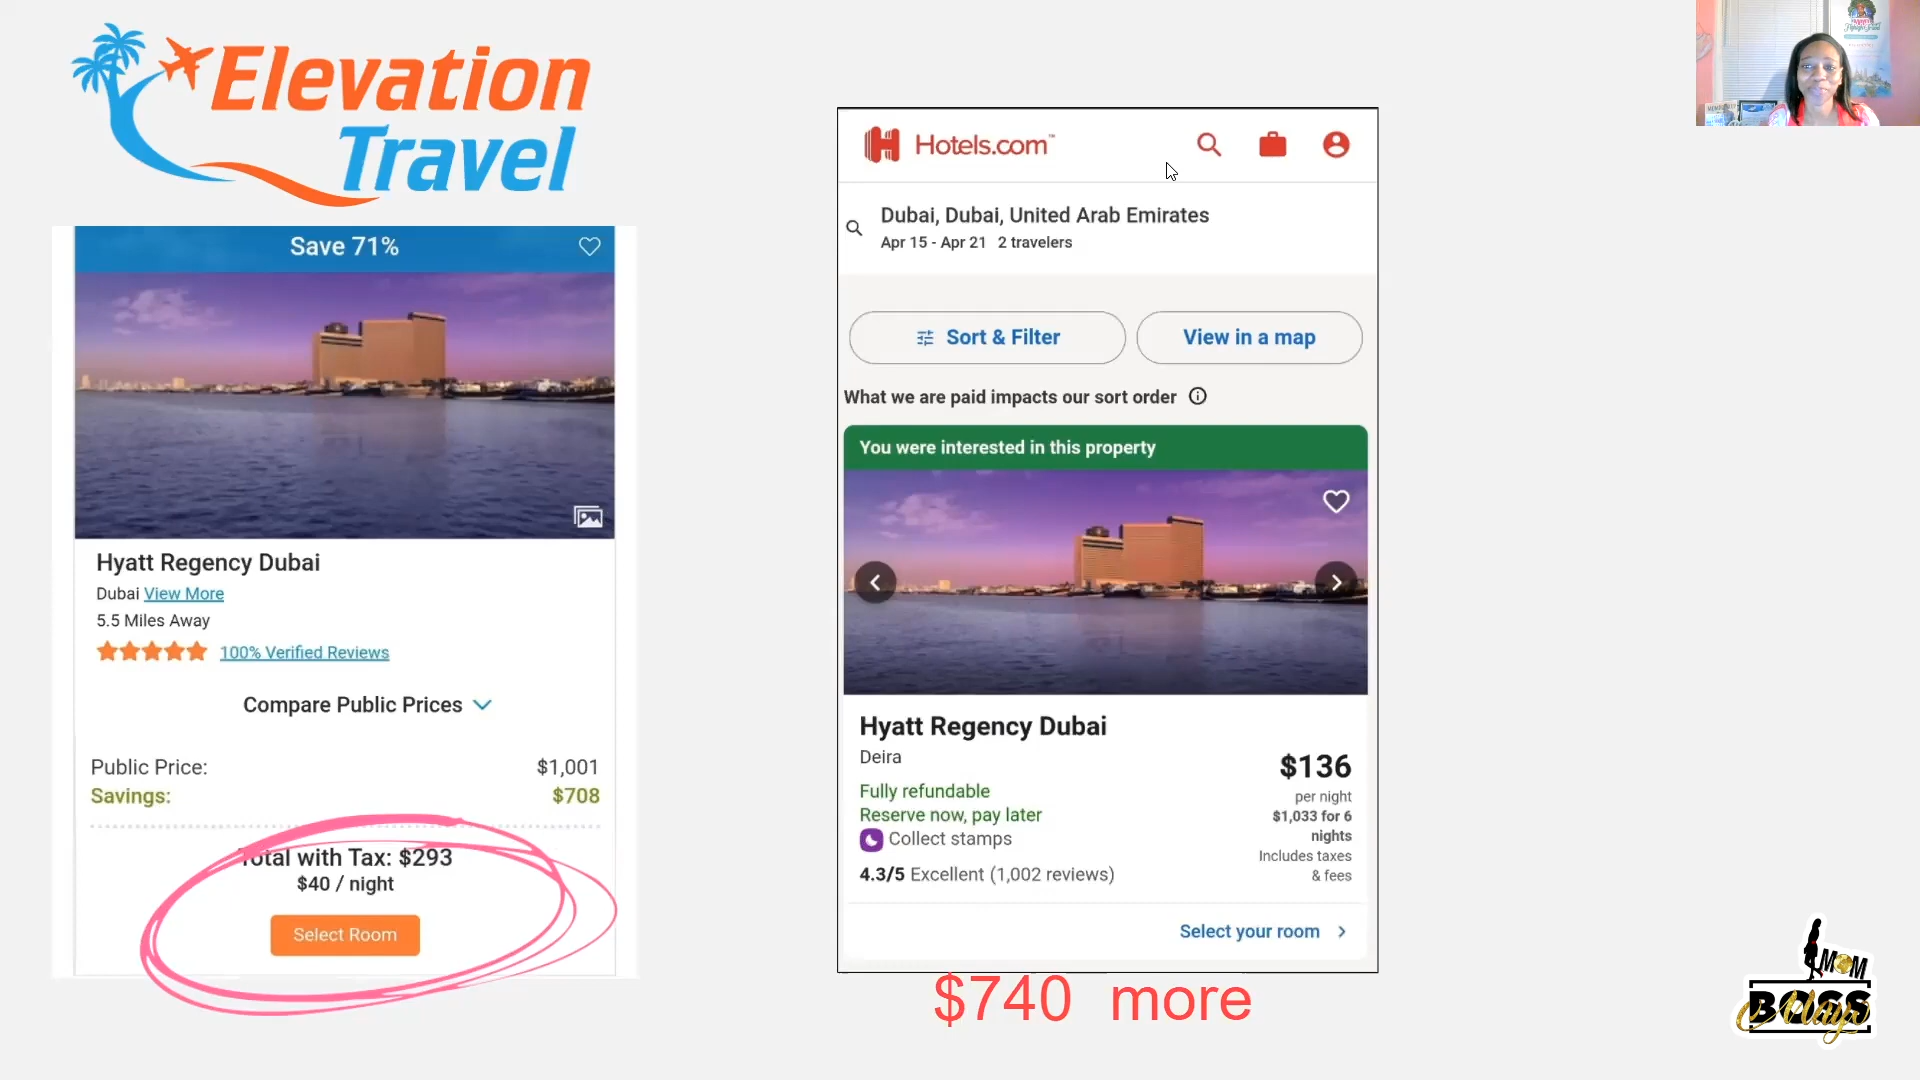 Elevation
Travel
Save 71%
Hyatt Regency Dubai
Dubai View More
5.5 Miles Away
100% Verified Reviews
Compare Public Prices
Public Price: $1,001
Savings: $708
Total with Tax: $293
$40 / night
Select Room
Hotels.com™
Dubai, Dubai, United Arab Emirates
Apr 15 - Apr 21 2 travelers
Sort & Filter
View in a map
What we are paid impacts our sort order
You were interested in this property
Hyatt Regency Dubai
Deira
Fully refundable
Reserve now, pay later
Collect stamps
4.3/5 Excellent (1,002 reviews)
$136
per night
$1,033 for 6
nights
Includes taxes
& fees
Select your room
$740 more
MOM
BOSS
Mayo